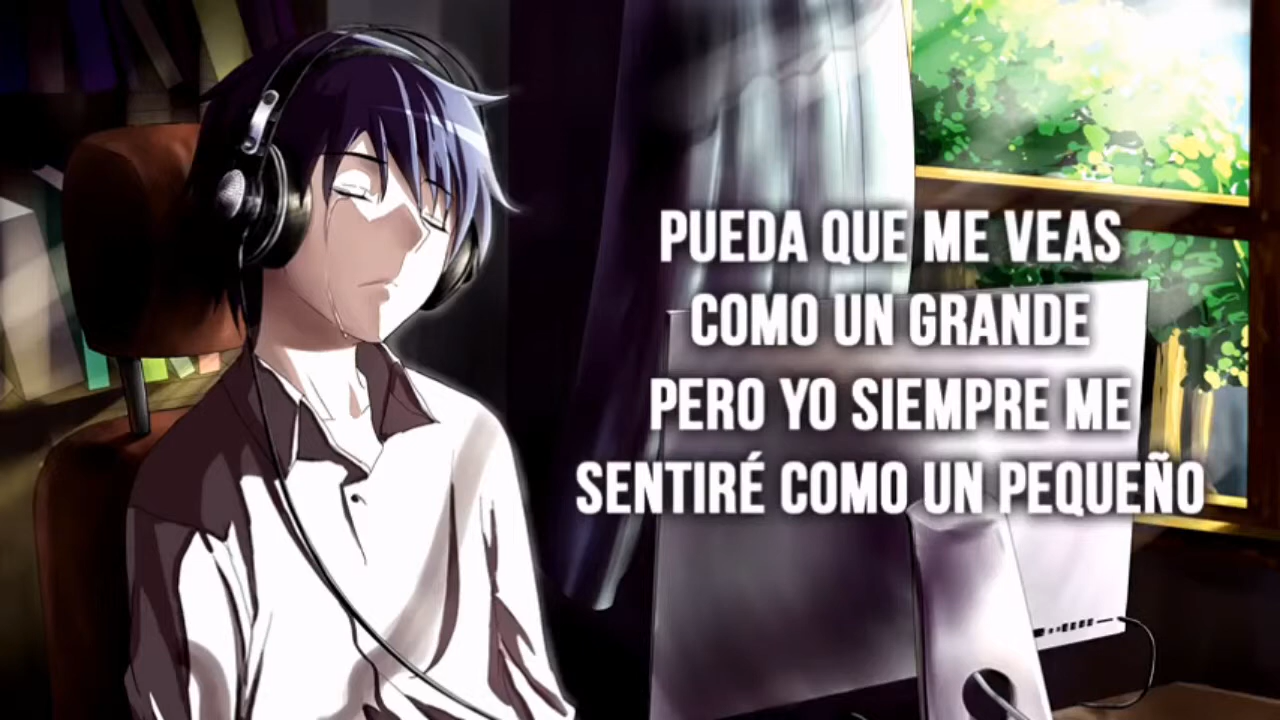 PUEDA QUE ME VEAS
COMO UN GRANDE
PERO YO SIEMPRE ME
SENTIRÉ COMO UN PEQUEÑO